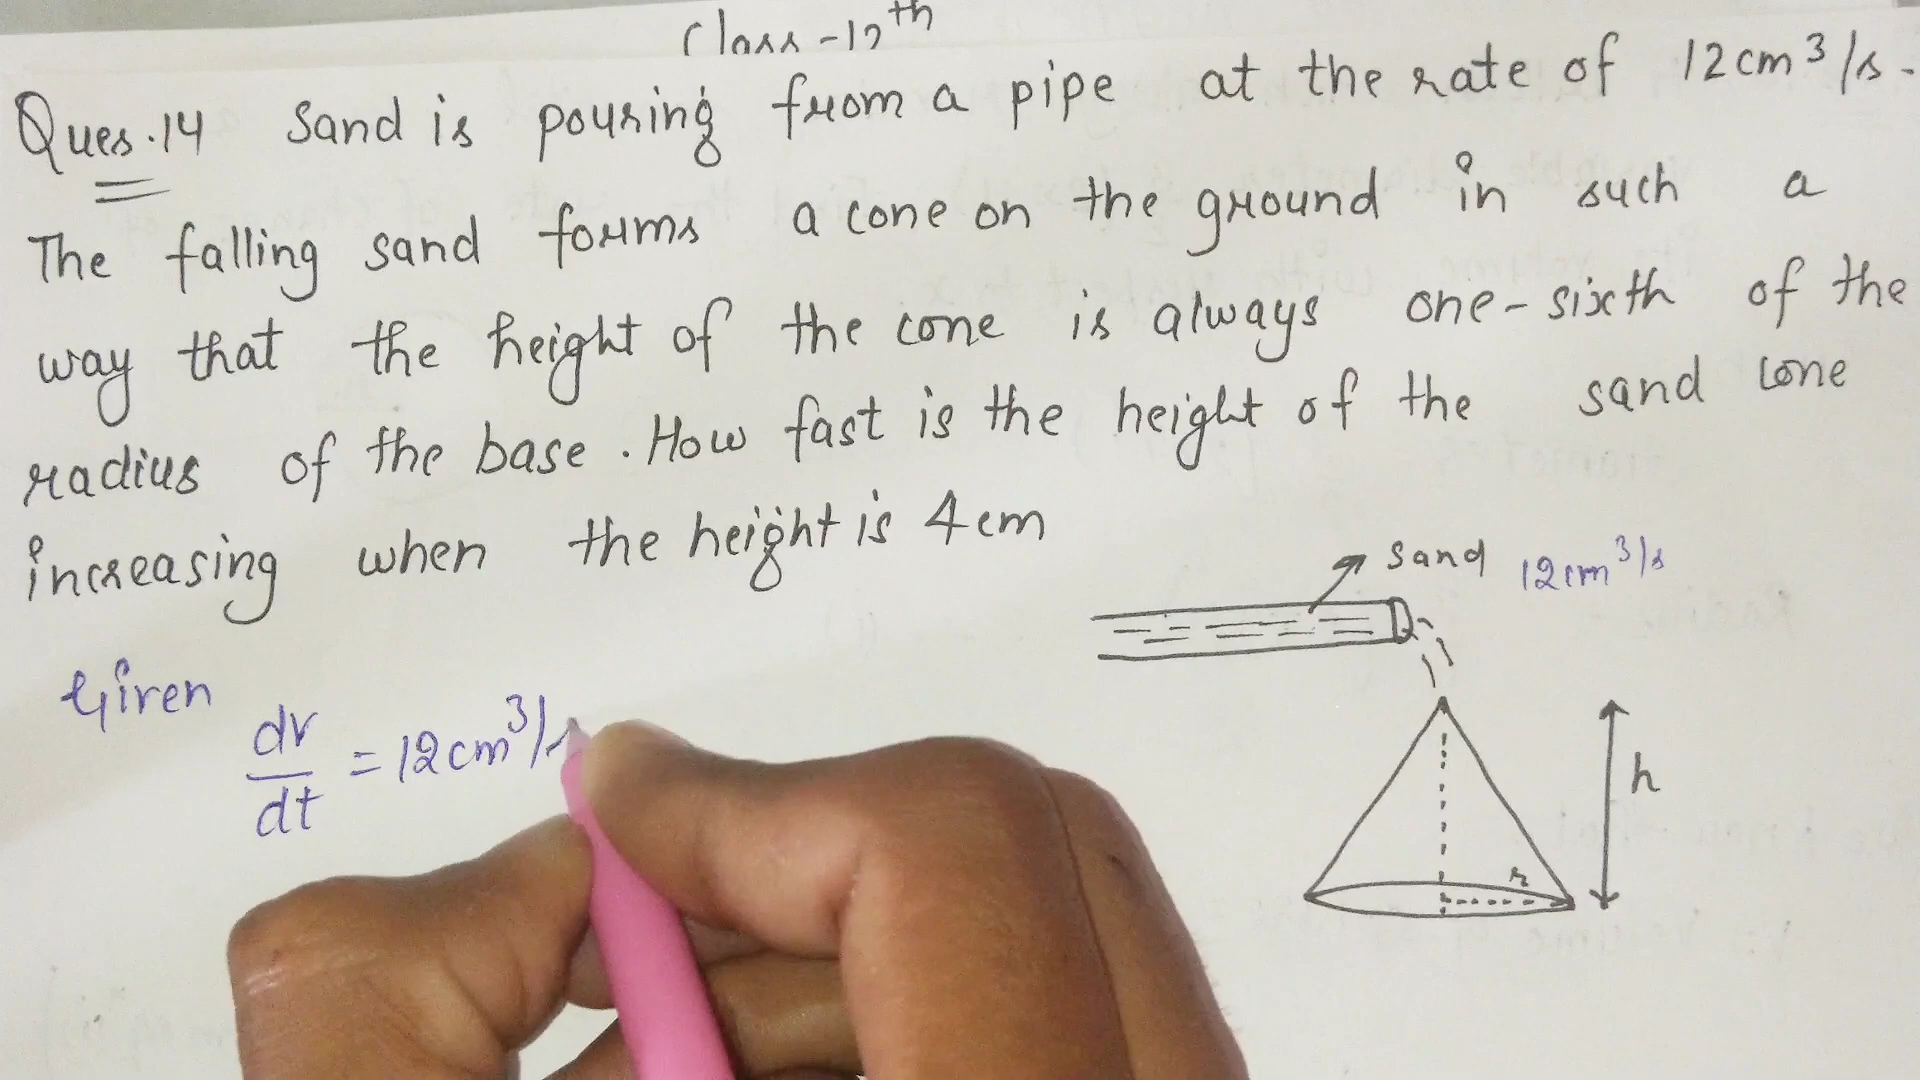 Class-12th
Ques.14 Sand is pouring from a pipe at the rate of 12cm³/s.
The falling sand forms a cone on the ground in such a
way that the height of the cone is always one-sixth of the
radius of the base. How fast is the height of the sand cone
increasing when the height is 4cm
sand 12cm³/s
Given
dv/dt = 12cm³/s
h
r